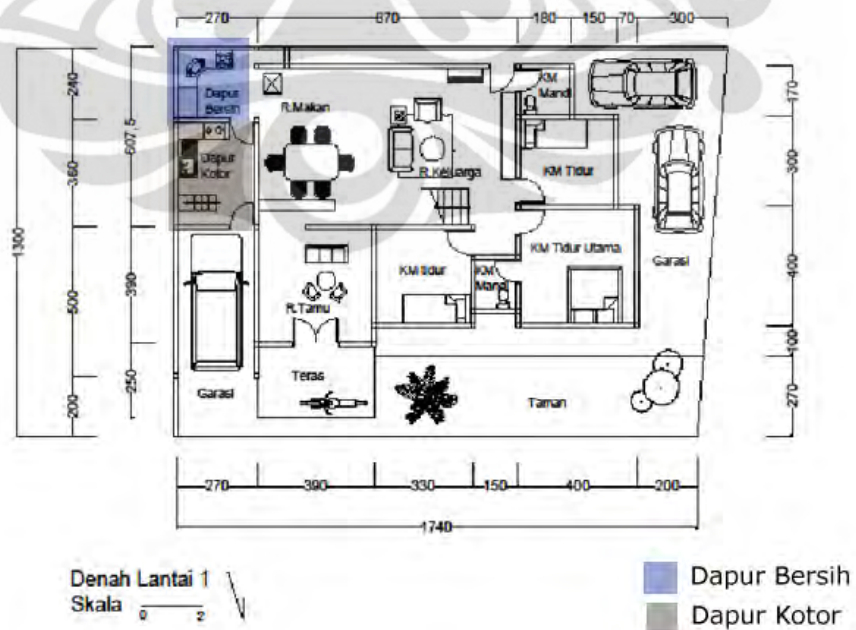 270 670 180 150 70 300
240
360
500
200
1300
607,5
390
250
170
300
400
100
270
Dapur
Bersih
R.Makan
KM
Mandi
Dapur
Kotor
R.Keluarga
KM Tidur
KM Tidur Utama
Garasi
KM tidur
KM
Mandi
R.Tamu
Teras
Garasi
Taman
270 390 330 150 400 200
1740
Denah Lantai 1
Skala 0 2
Dapur Bersih
Dapur Kotor